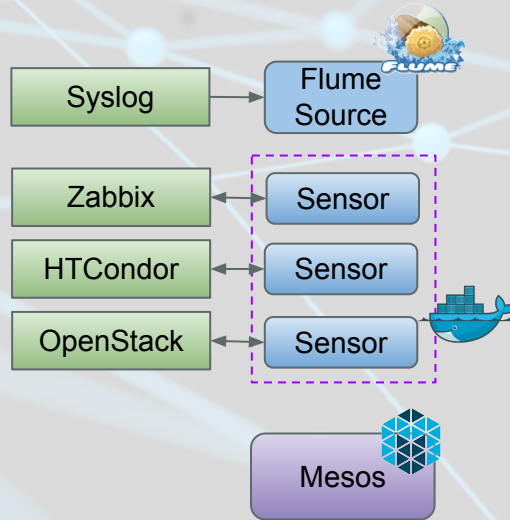 FLUME
Syslog
Flume
Source
Zabbix
Sensor
HTCondor
Sensor
OpenStack
Sensor
Mesos